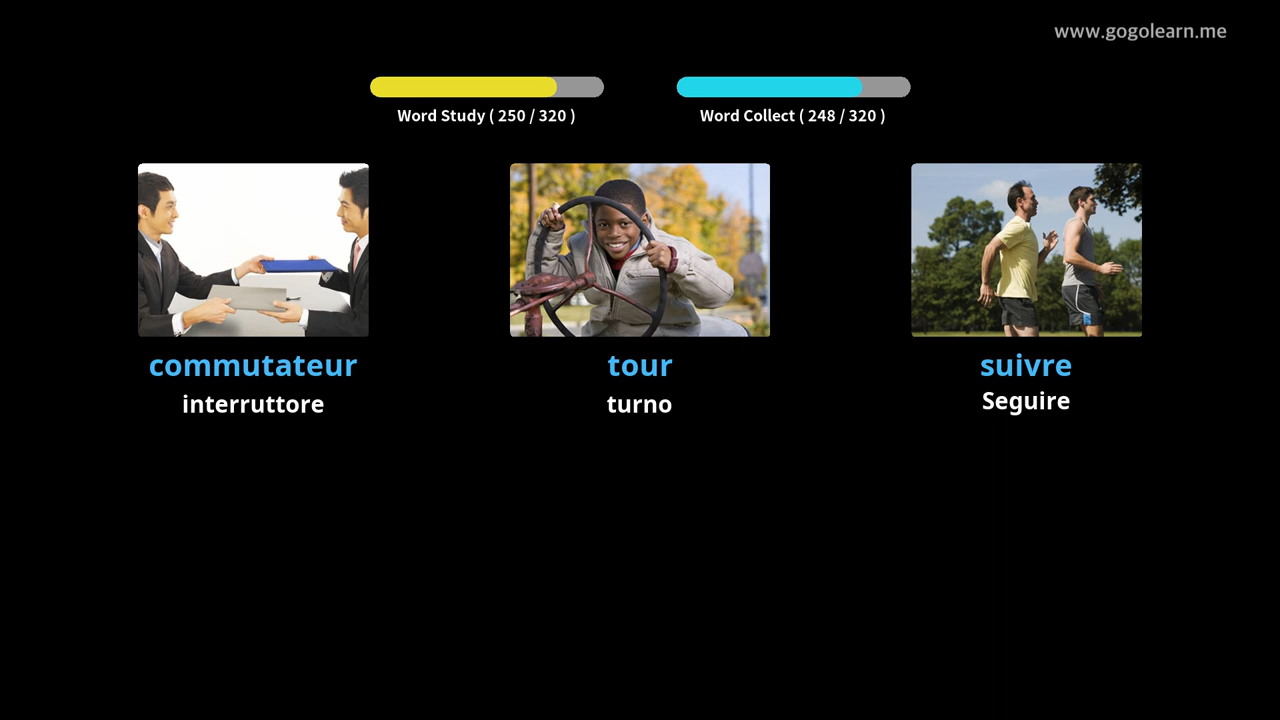 www.gogolearn.me
Word Study ( 250 / 320 )
Word Collect ( 248 / 320 )
commutateur
interruttore
tour
turno
suivre
Seguire